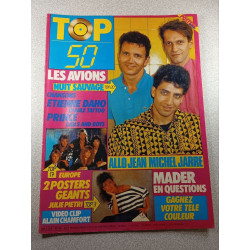 TOP
50
LES AVIONS
NUIT SAUVAGE
ETIENNE DAHO
PRINCE
ALLO JEAN MICHEL JARRE
EUROPE
2 POSTERS
GEANTS
JULIE PIETRI
VIDEO CLIP
ALAIN CHAMFORT
MADER
EN QUESTIONS
GAGNEZ
VOTRE TELE
COULEUR